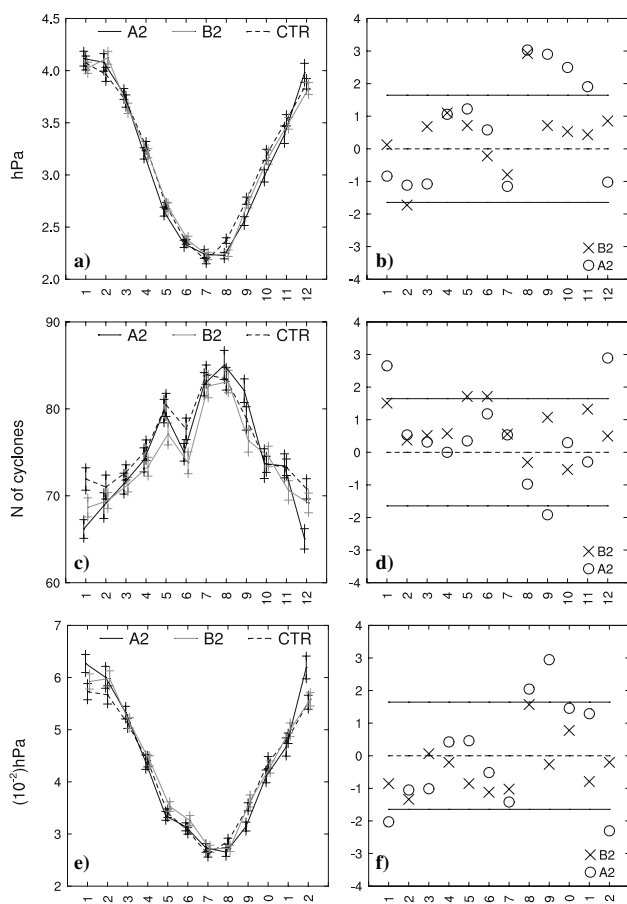 A2 B2 CTR
4.5
4.0
3.5
3.0
2.5
2.0
hPa
a)
1 2 3 4 5 6 7 8 9 10 11 12
4
3
2
1
0
-1
-2
-3
-4
B2
A2
b)
1 2 3 4 5 6 7 8 9 10 11 12
A2 B2 CTR
90
80
70
60
N of cyclones
c)
1 2 3 4 5 6 7 8 9 10 11 12
4
3
2
1
0
-1
-2
-3
-4
B2
A2
d)
1 2 3 4 5 6 7 8 9 10 11 12
A2 B2 CTR
7
6
5
4
3
2
(10⁻²)hPa
e)
1 2 3 4 5 6 7 8 9 0 1 2
4
3
2
1
0
-1
-2
-3
-4
B2
A2
f)
1 2 3 4 5 6 7 8 9 0 1 2